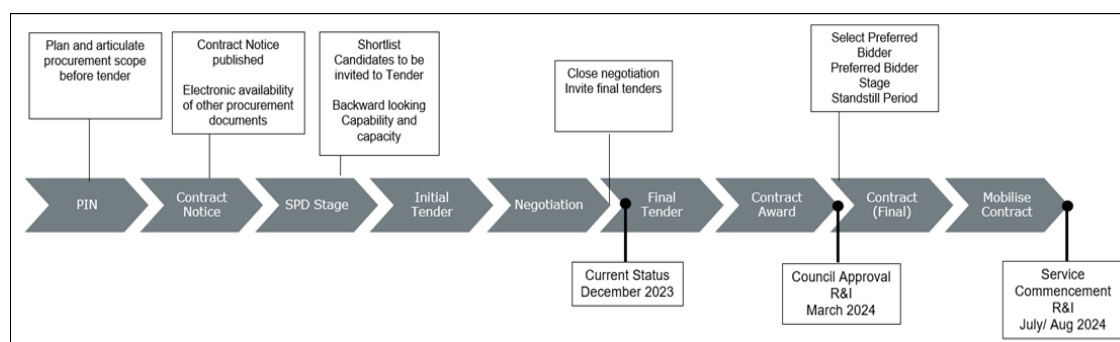 Plan and articulate
procurement scope
before tender
Contract Notice
published
Electronic availability
of other procurement
documents
Shortlist
Candidates to be
invited to Tender
Backward looking
Capability and
capacity
Close negotiation
Invite final tenders
Select Preferred
Bidder
Preferred Bidder
Stage
Standstill Period
PIN
Contract
Notice
SPD Stage
Initial
Tender
Negotiation
Final
Tender
Contract
Award
Contract
(Final)
Mobilise
Contract
Current Status
December 2023
Council Approval
R&I
March 2024
Service
Commencement
R&I
July/ Aug 2024